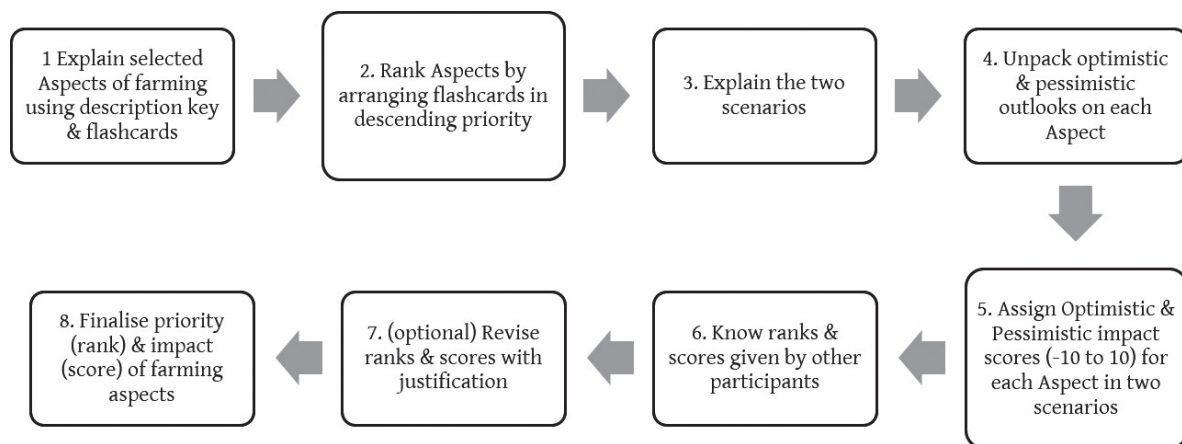 1 Explain selected
Aspects of farming
using description key
& flashcards
2. Rank Aspects by
arranging flashcards in
descending priority
3. Explain the two
scenarios
4. Unpack optimistic
& pessimistic
outlooks on each
Aspect
5. Assign Optimistic &
Pessimistic impact
scores (-10 to 10) for
each Aspect in two
scenarios
6. Know ranks &
scores given by other
participants
7. (optional) Revise
ranks & scores with
justification
8. Finalise priority
(rank) & impact
(score) of farming
aspects